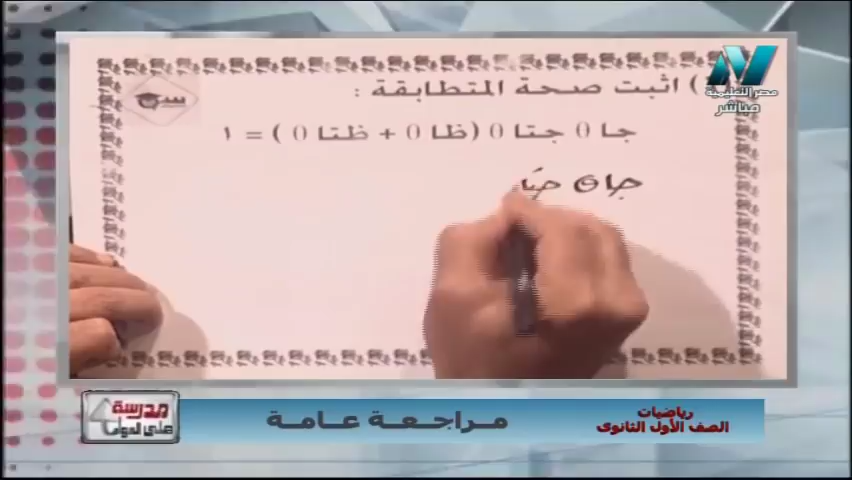 مصر التعليمية
مباشر
) اثبت صحة المتطابقة :
جا θ جتا θ (ظا θ + ظتا θ) = ١
جا θ جتا
مدرسة
على الهواء
مراجعة عامة
رياضيات
الصف الأول الثانوى